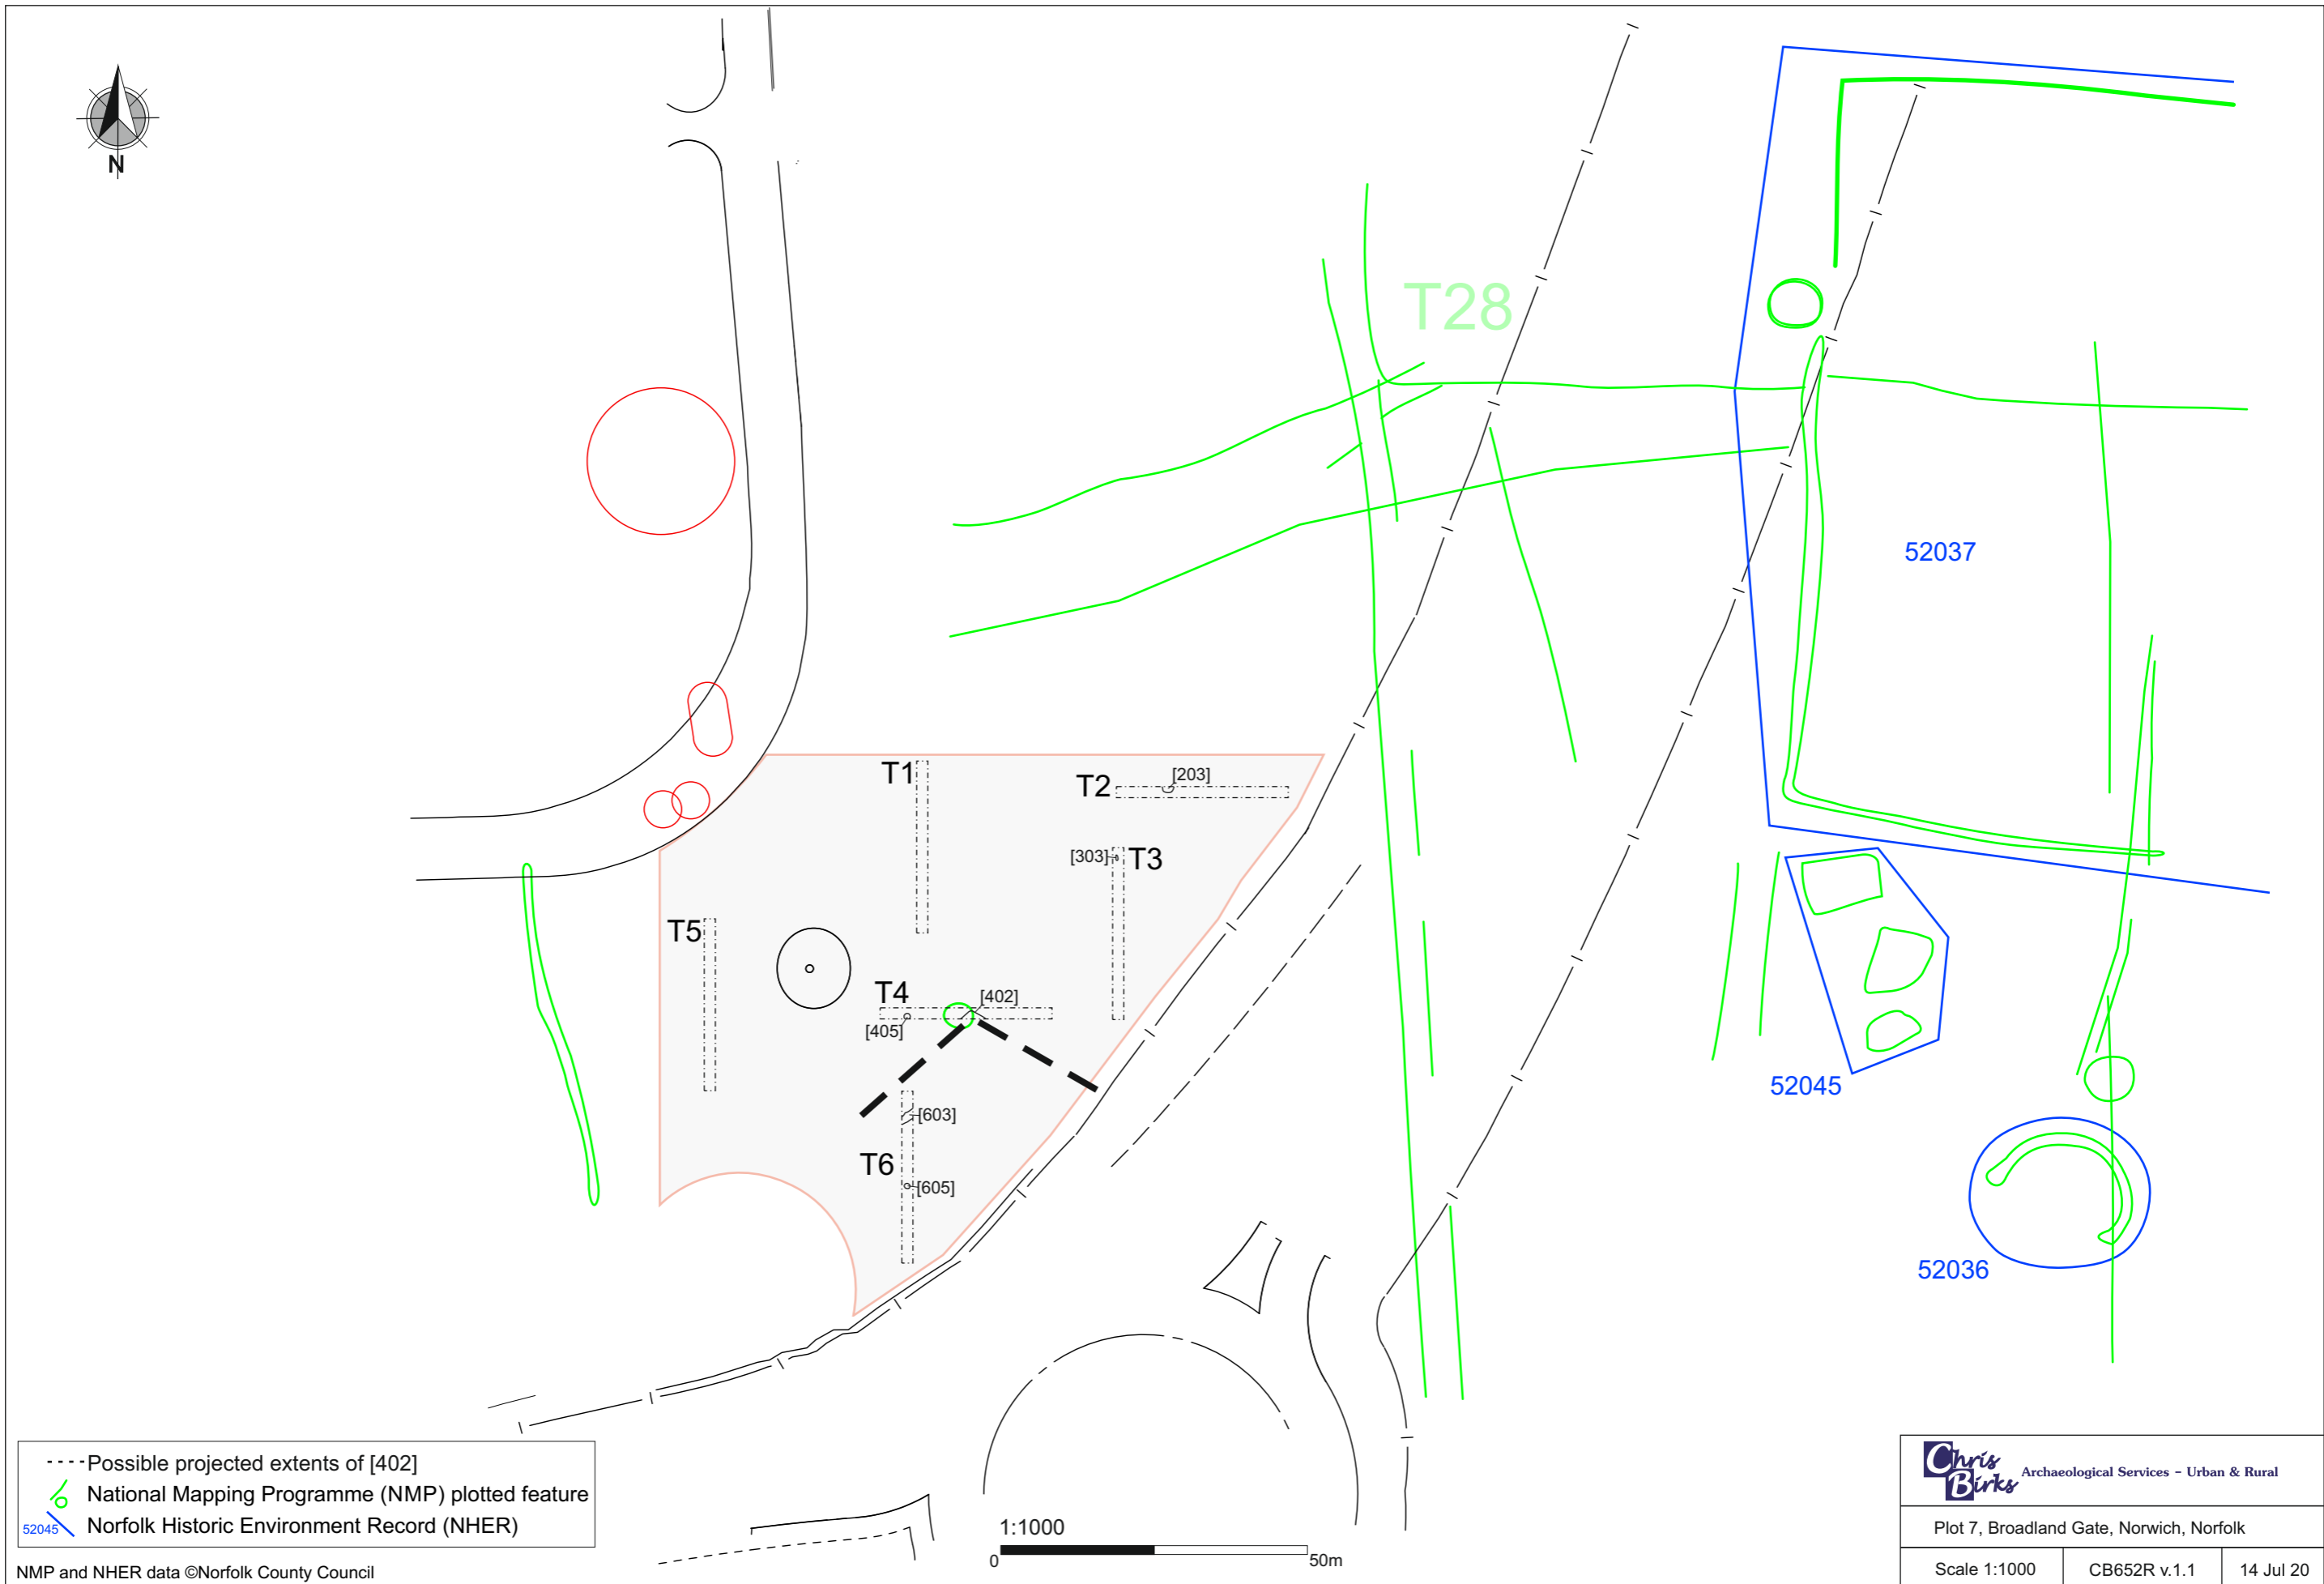 N
T28
52037
T1
T2
[203]
[303]
T3
T5
T4
[402]
[405]
[603]
T6
[605]
52045
52036
Possible projected extents of [402]
National Mapping Programme (NMP) plotted feature
52045 Norfolk Historic Environment Record (NHER)
NMP and NHER data ©Norfolk County Council
1:1000
0 50m
Chris Birks Archaeological Services - Urban & Rural
Plot 7, Broadland Gate, Norwich, Norfolk
Scale 1:1000 CB652R v.1.1 14 Jul 20